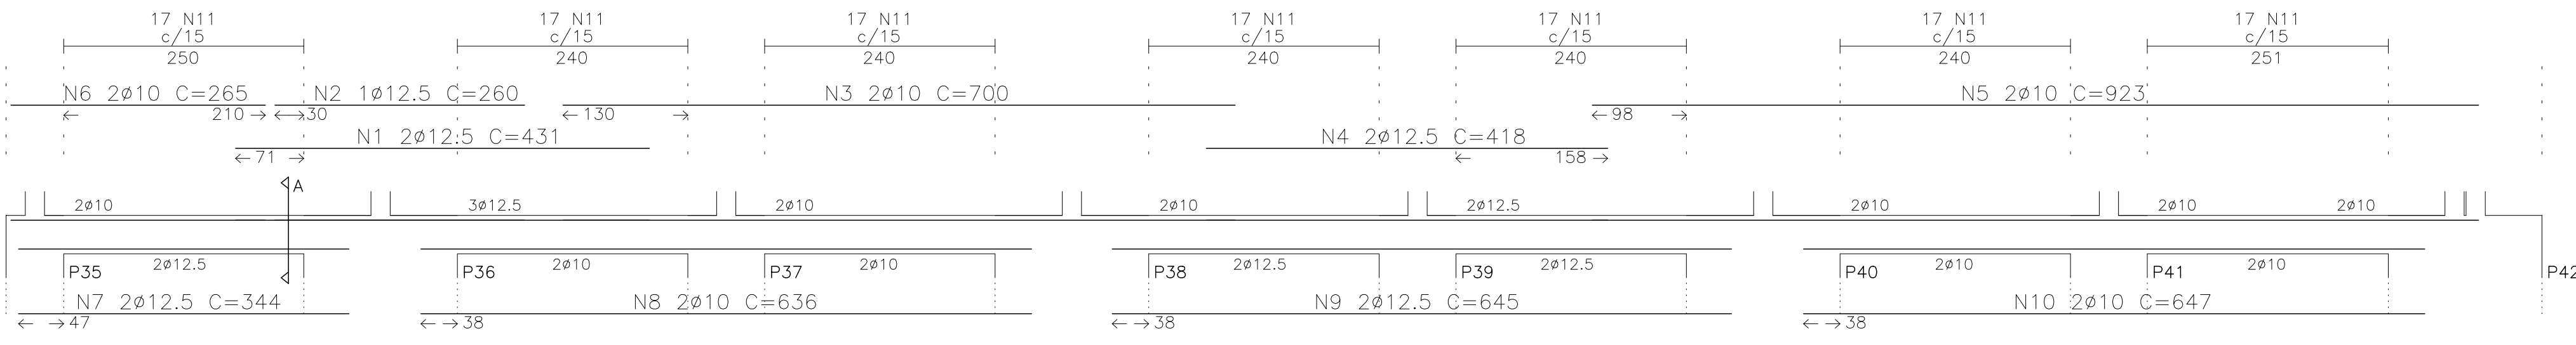 17 N11 17 N11 17 N11 17 N11 17 N11 17 N11 17 N11
c/15 c/15 c/15 c/15 c/15 c/15 c/15
250 240 240 240 240 240 251
N6 2ø10 C=265 N2 1ø12.5 C=260 N3 2ø10 C=700 N5 2ø10 C=923
210 30 130 98
N1 2ø12.5 C=431 N4 2ø12.5 C=418
71 158
A
2ø10 3ø12.5 2ø10 2ø10 2ø12.5 2ø10 2ø10 2ø10
2ø12.5 2ø10 2ø10 2ø12.5 2ø12.5 2ø10 2ø10
P35 P36 P37 P38 P39 P40 P41 P42
N7 2ø12.5 C=344 N8 2ø10 C=636 N9 2ø12.5 C=645 N10 2ø10 C=647
47 38 38 38